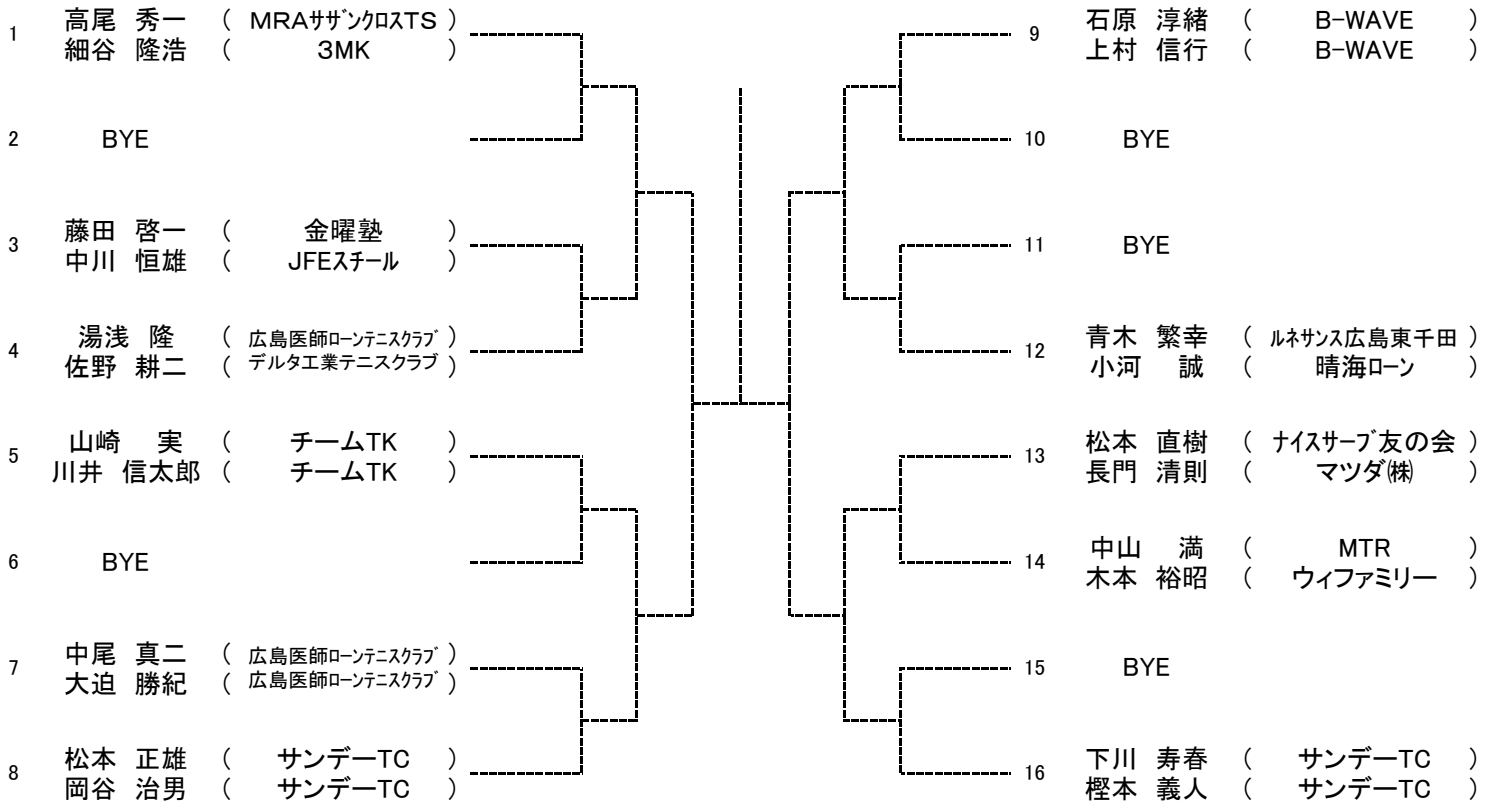 1 高尾 秀一 ( MRAｻｻﾞﾝｸﾛｽTS )
細谷 隆浩 ( 3MK )
2 BYE
3 藤田 啓一 ( 金曜塾 )
中川 恒雄 ( JFEｽﾁｰﾙ )
4 湯浅 隆 ( 広島医師ﾛｰﾝﾃﾆｽｸﾗﾌﾞ )
佐野 耕二 ( デルタ工業テニスクラブ )
5 山崎 実 ( チームTK )
川井 信太郎 ( チームTK )
6 BYE
7 中尾 真二 ( 広島医師ﾛｰﾝﾃﾆｽｸﾗﾌﾞ )
大迫 勝紀 ( 広島医師ﾛｰﾝﾃﾆｽｸﾗﾌﾞ )
8 松本 正雄 ( サンデーTC )
岡谷 治男 ( サンデーTC )
9 石原 淳緒 ( B-WAVE )
上村 信行 ( B-WAVE )
10 BYE
11 BYE
12 青木 繁幸 ( ﾙﾈｻﾝｽ広島東千田 )
小河 誠 ( 晴海ﾛｰﾝ )
13 松本 直樹 ( ﾅｲｽｻｰﾌﾞ友の会 )
長門 清則 ( マツダ㈱ )
14 中山 満 ( MTR )
木本 裕昭 ( ウィファミリー )
15 BYE
16 下川 寿春 ( サンデーTC )
樫本 義人 ( サンデーTC )